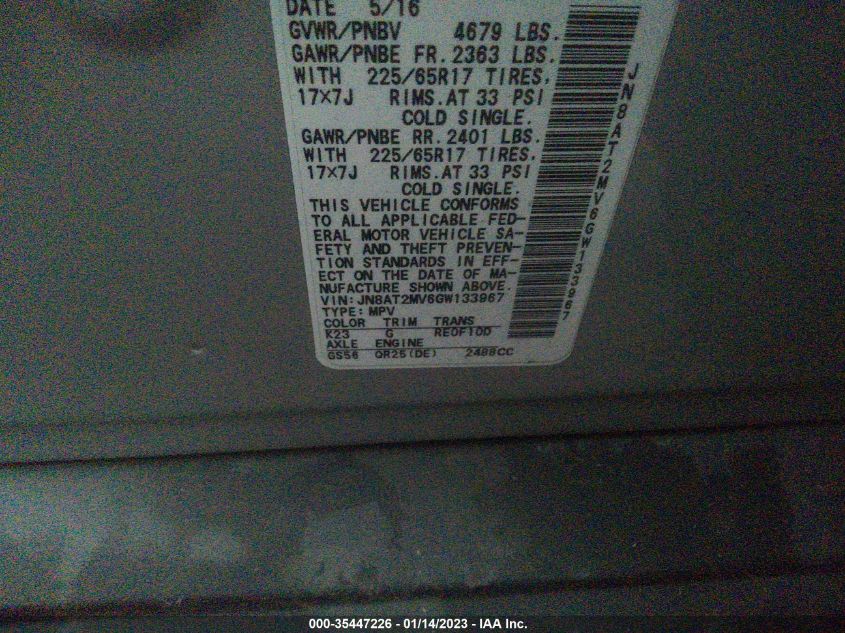 DATE 5/16
GVWR/PNBV 4679 LBS.
GAWR/PNBE FR. 2363 LBS.
WITH 225/65R17 TIRES.
17×7J RIMS. AT 33 PSI
COLD SINGLE.
GAWR/PNBE RR. 2401 LBS.
WITH 225/65R17 TIRES.
17×7J RIMS. AT 33 PSI
COLD SINGLE.
THIS VEHICLE CONFORMS
TO ALL APPLICABLE FED-
ERAL MOTOR VEHICLE SA-
FETY AND THEFT PREVEN-
TION STANDARDS IN EFF-
ECT ON THE DATE OF MA-
NUFACTURE SHOWN ABOVE.
VIN: JN8AT2MV6GW133967
TYPE: MPV
COLOR TRIM TRANS
K23 G RE0F10D
AXLE ENGINE
GS56 QR25(DE) 2488CC
JN8AT2MV6GW133967
000-35447226 - 01/14/2023 - IAA Inc.